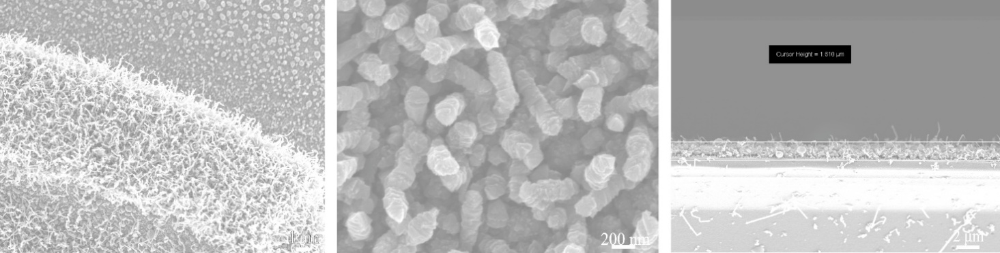 Cursor Height = 1.610 µm
1 µm
200 nm
2 µm